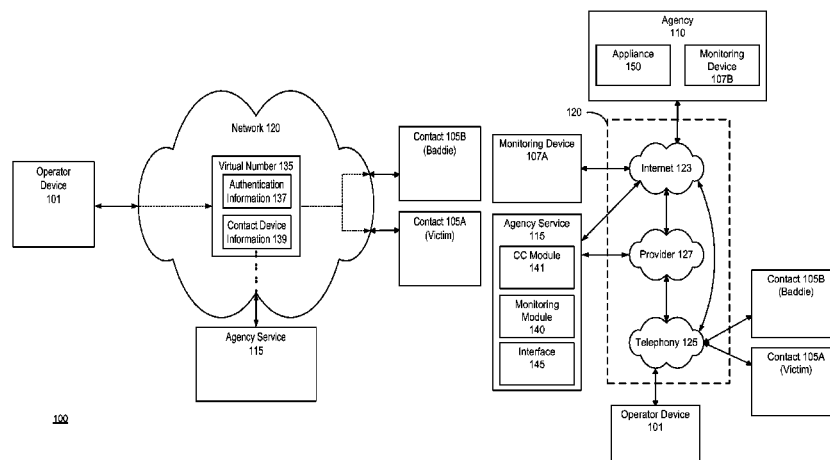 Operator
Device
101
Network 120
Virtual Number 135
Authentication
Information 137
Contact Device
Information 139
Contact 105B
(Baddie)
Contact 105A
(Victim)
Agency Service
115
100
Agency
110
Appliance
150
Monitoring
Device
107B
120
Monitoring Device
107A
Internet 123
Agency Service
115
CC Module
141
Monitoring
Module
140
Interface
145
Provider 127
Telephony 125
Contact 105B
(Baddie)
Contact 105A
(Victim)
Operator Device
101